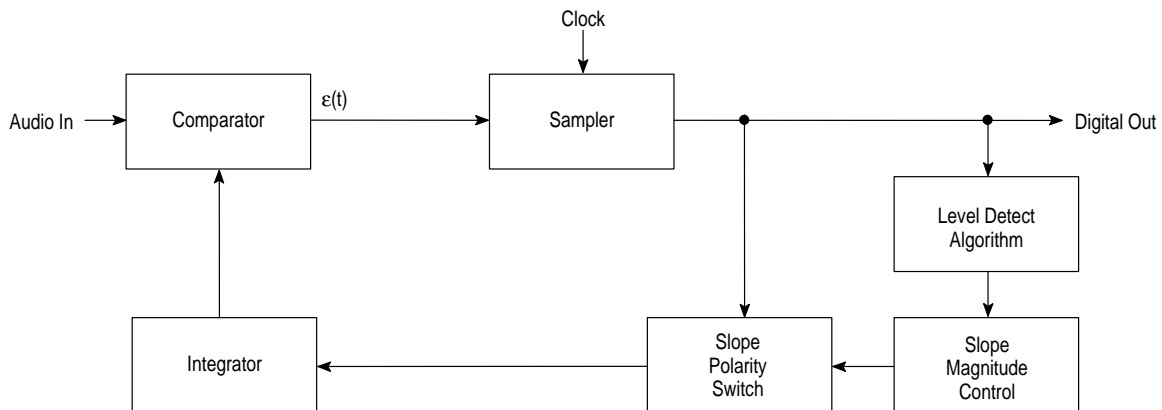 Clock
Audio In
Comparator
ε(t)
Sampler
Digital Out
Level Detect
Algorithm
Integrator
Slope
Polarity
Switch
Slope
Magnitude
Control